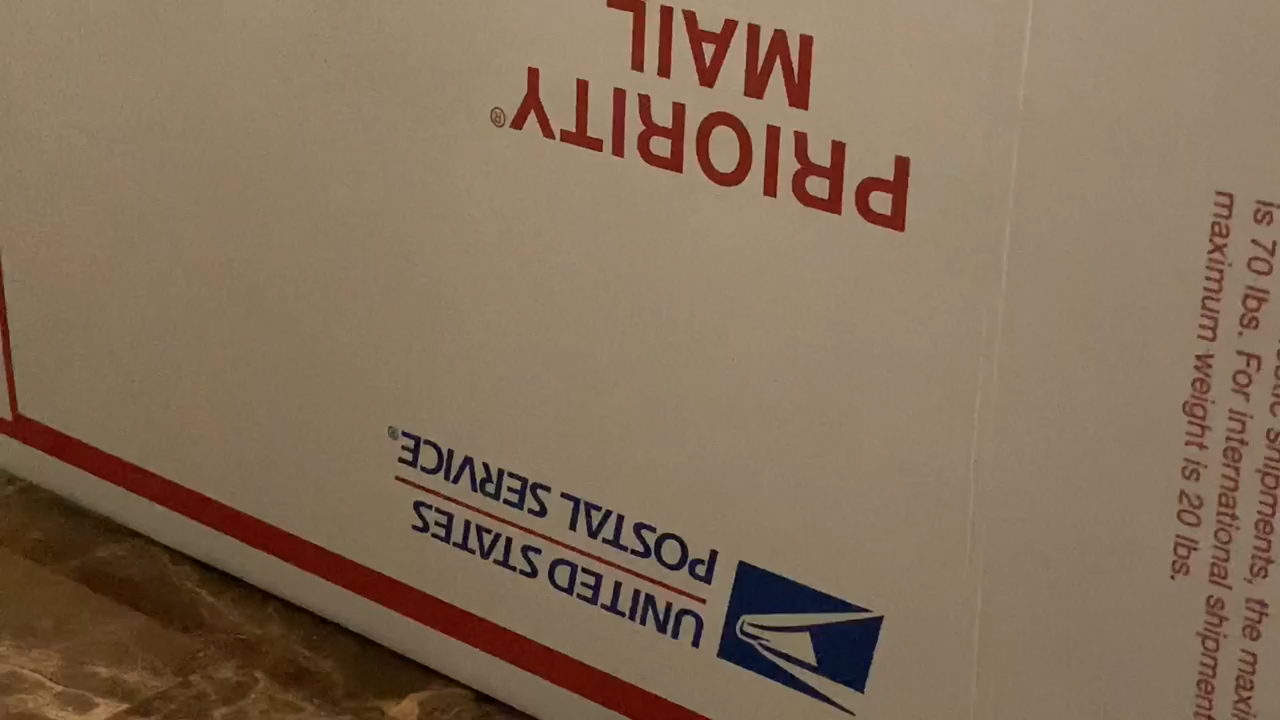 UNITED STATES
POSTAL SERVICE®
PRIORITY®
MAIL
shipments, the
is 70 lbs. For international shipment
maximum weight is 20 lbs.